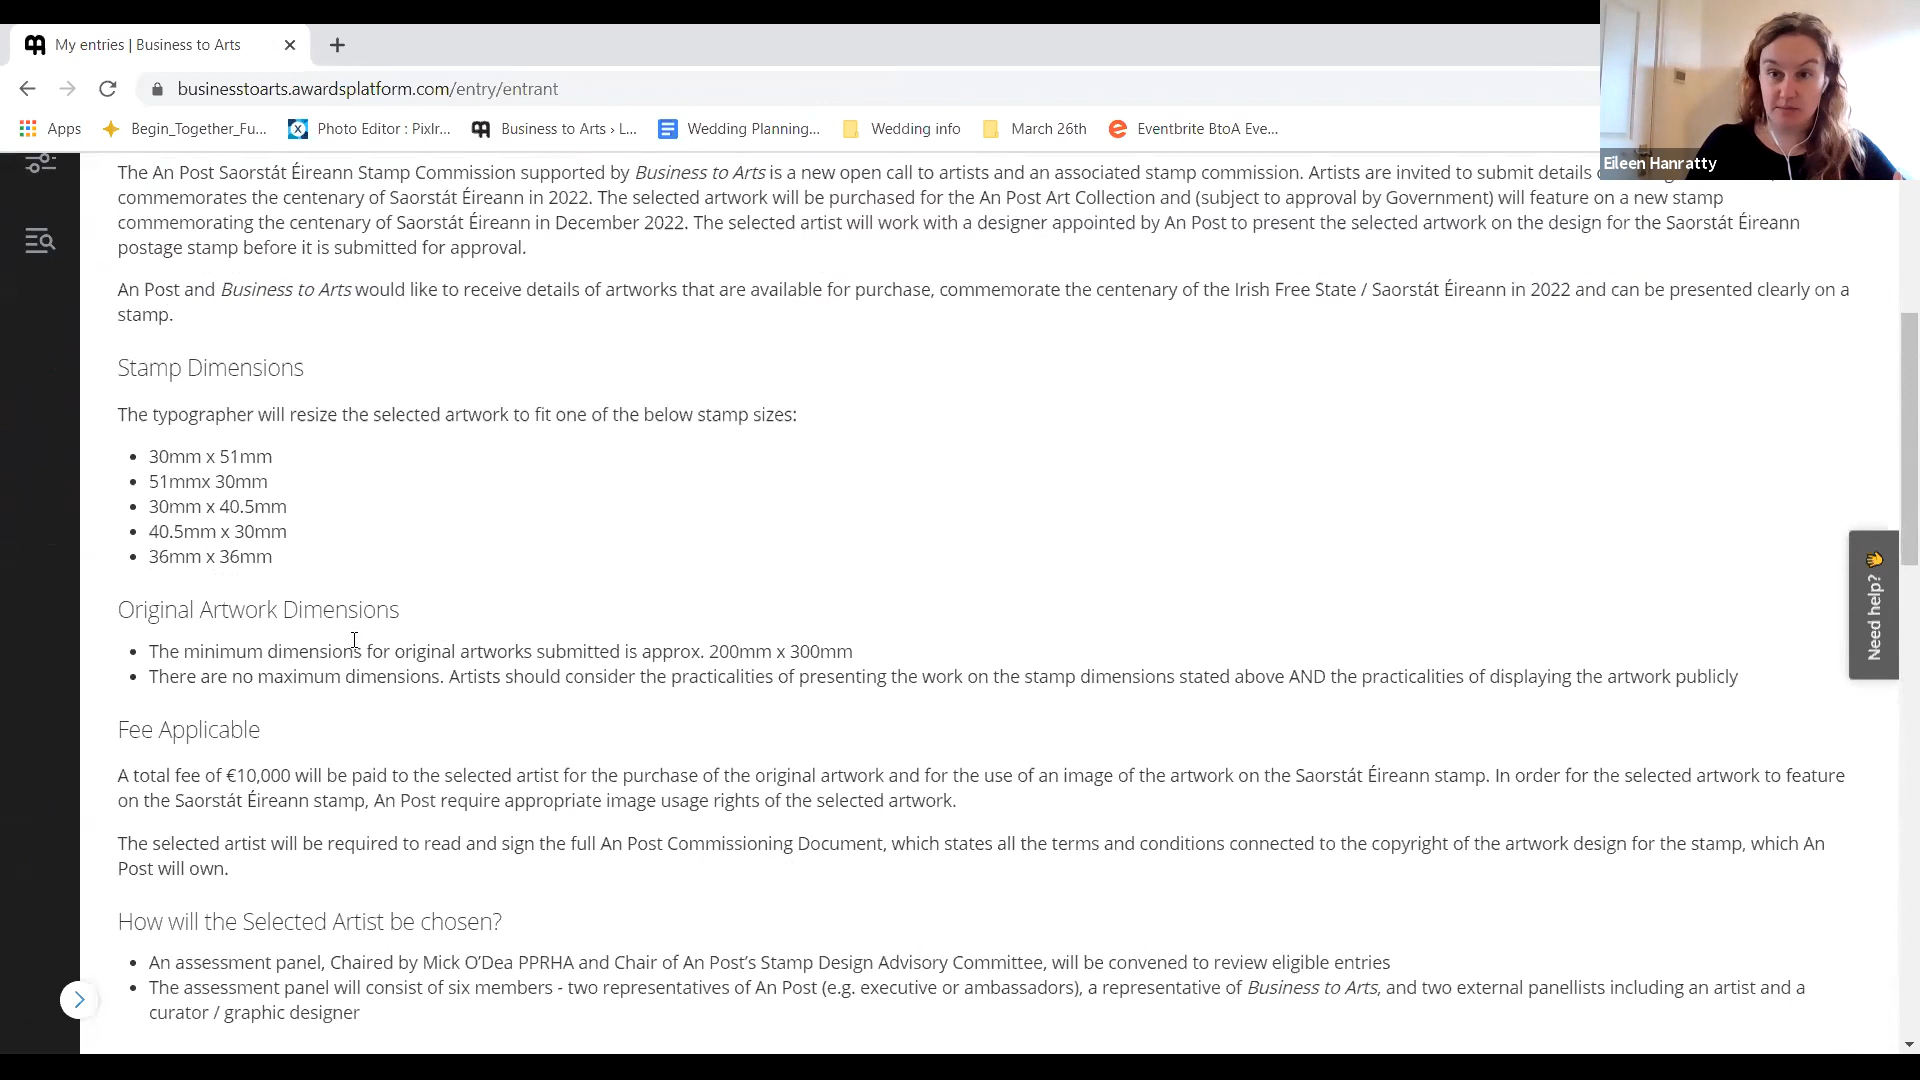 My entries | Business to Arts
businesstoarts.awardsplatform.com/entry/entrant
Apps Begin_Together_Fu... Photo Editor : Pixlr... Business to Arts › L... Wedding Planning... Wedding info March 26th Eventbrite BtoA Eve...
Eileen Hanratty
The An Post Saorstát Éireann Stamp Commission supported by Business to Arts is a new open call to artists and an associated stamp commission. Artists are invited to submit details
commemorates the centenary of Saorstát Éireann in 2022. The selected artwork will be purchased for the An Post Art Collection and (subject to approval by Government) will feature on a new stamp
commemorating the centenary of Saorstát Éireann in December 2022. The selected artist will work with a designer appointed by An Post to present the selected artwork on the design for the Saorstát Éireann
postage stamp before it is submitted for approval.
An Post and Business to Arts would like to receive details of artworks that are available for purchase, commemorate the centenary of the Irish Free State / Saorstát Éireann in 2022 and can be presented clearly on a
stamp.
Stamp Dimensions
The typographer will resize the selected artwork to fit one of the below stamp sizes:
• 30mm x 51mm
• 51mmx 30mm
• 30mm x 40.5mm
• 40.5mm x 30mm
• 36mm x 36mm
Original Artwork Dimensions
• The minimum dimensions for original artworks submitted is approx. 200mm x 300mm
• There are no maximum dimensions. Artists should consider the practicalities of presenting the work on the stamp dimensions stated above AND the practicalities of displaying the artwork publicly
Need help?
Fee Applicable
A total fee of €10,000 will be paid to the selected artist for the purchase of the original artwork and for the use of an image of the artwork on the Saorstát Éireann stamp. In order for the selected artwork to feature
on the Saorstát Éireann stamp, An Post require appropriate image usage rights of the selected artwork.
The selected artist will be required to read and sign the full An Post Commissioning Document, which states all the terms and conditions connected to the copyright of the artwork design for the stamp, which An
Post will own.
How will the Selected Artist be chosen?
• An assessment panel, Chaired by Mick O’Dea PPRHA and Chair of An Post’s Stamp Design Advisory Committee, will be convened to review eligible entries
• The assessment panel will consist of six members - two representatives of An Post (e.g. executive or ambassadors), a representative of Business to Arts, and two external panellists including an artist and a
curator / graphic designer